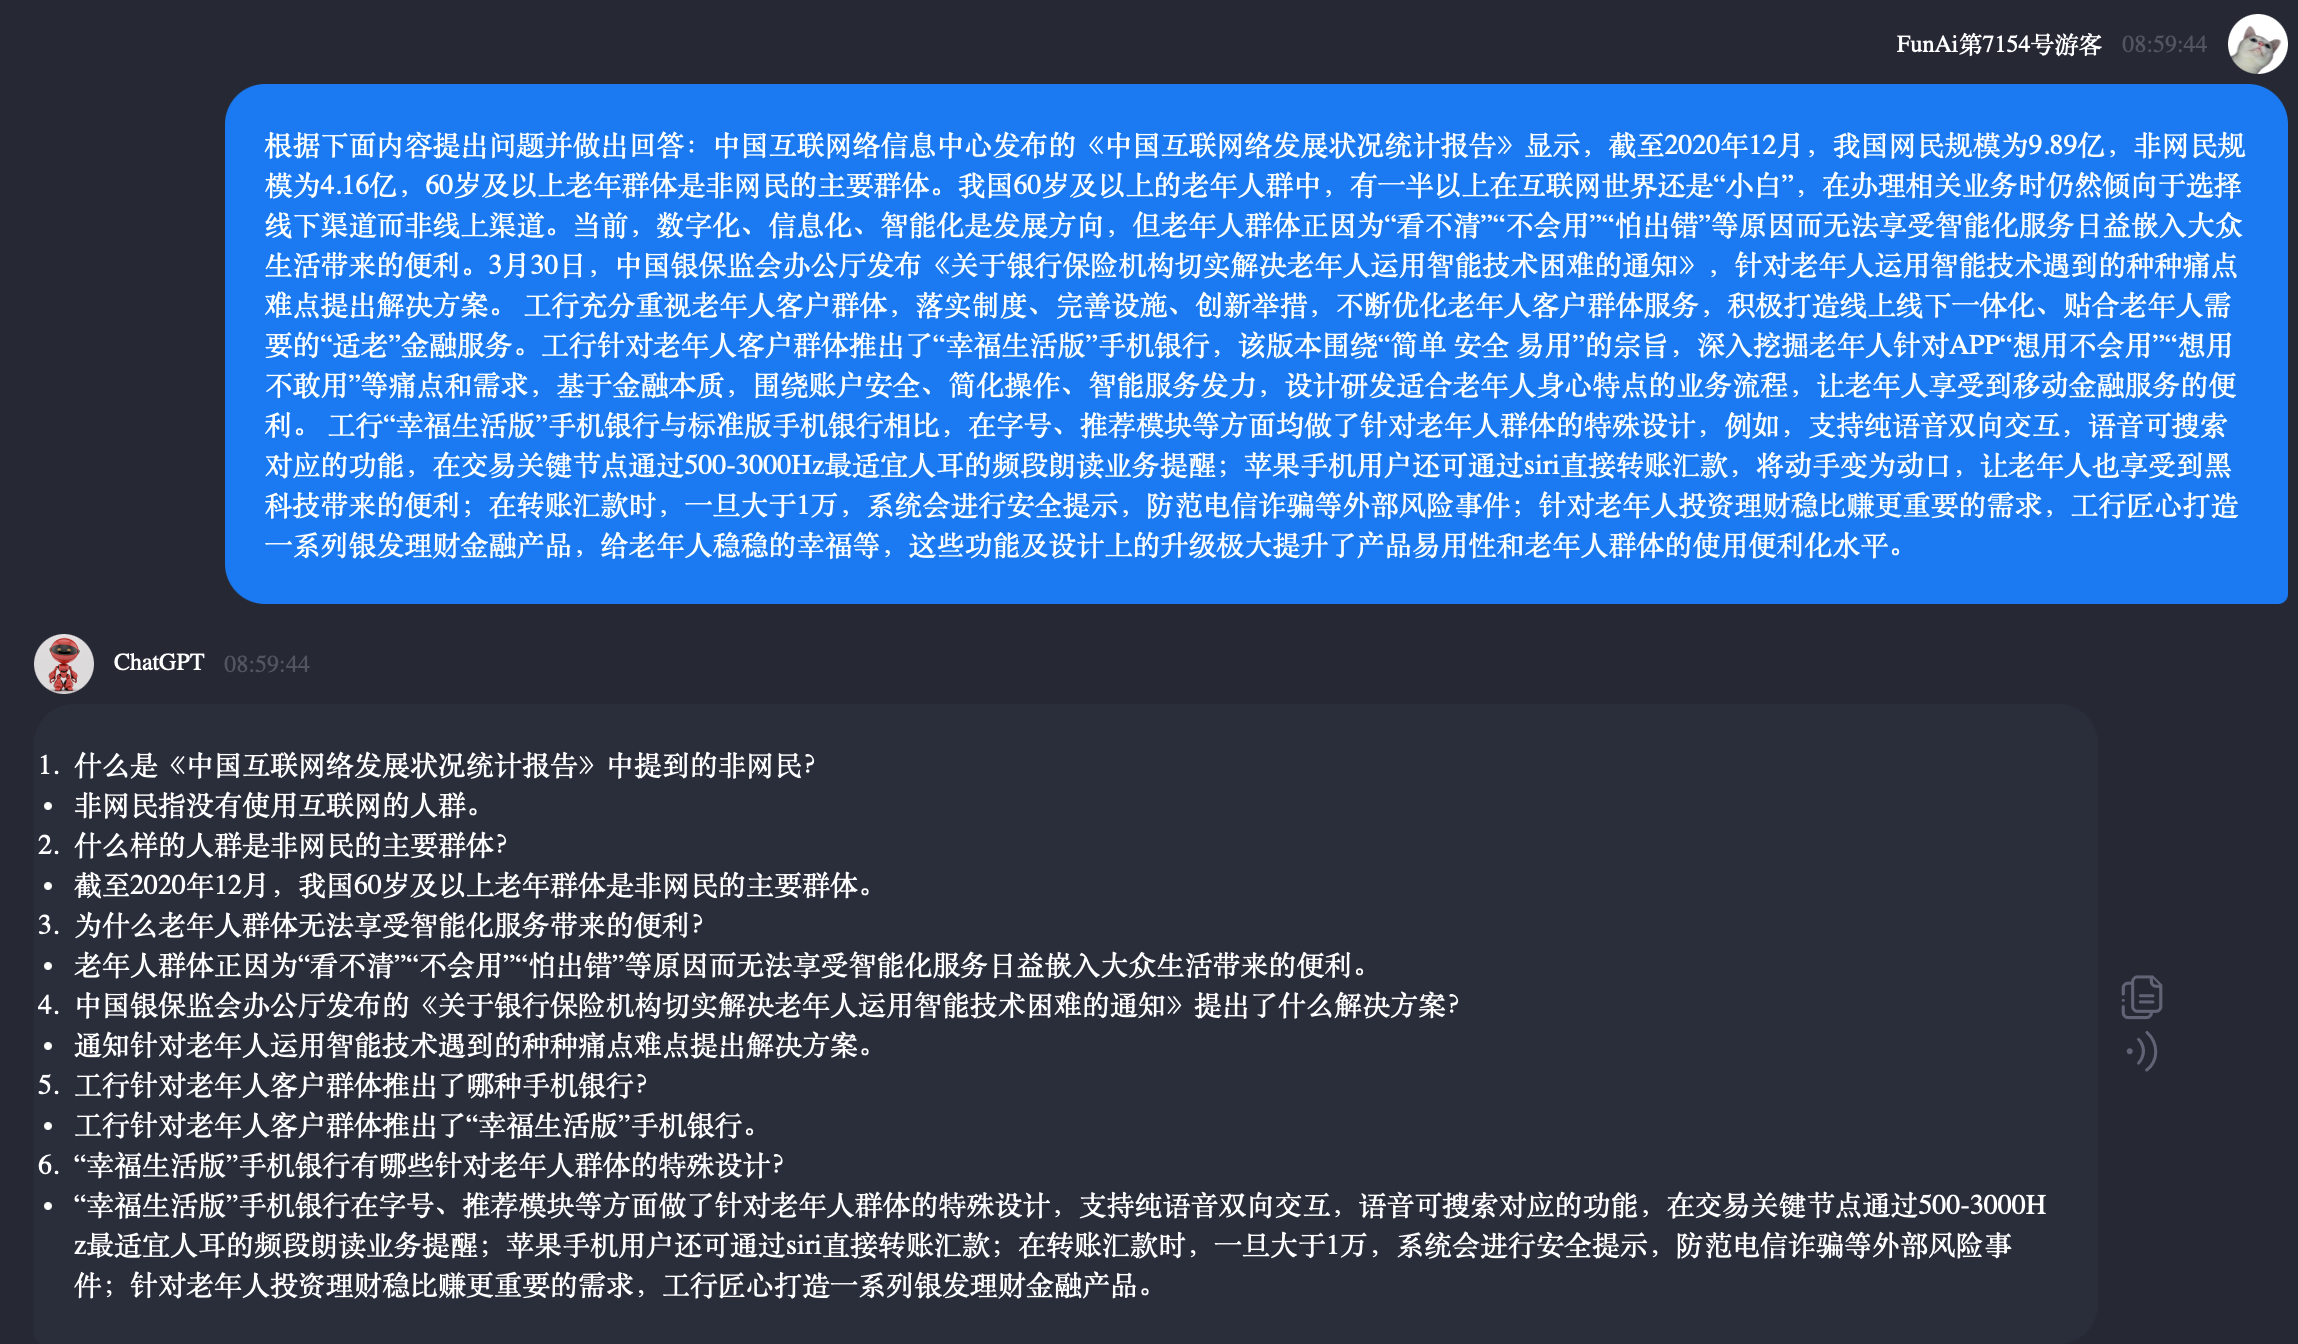 FunAi第7154号游客 08:59:44
根据下面内容提出问题并做出回答：中国互联网络信息中心发布的《中国互联网络发展状况统计报告》显示，截至2020年12月，我国网民规模为9.89亿，非网民规
模为4.16亿，60岁及以上老年群体是非网民的主要群体。我国60岁及以上的老年人群中，有一半以上在互联网世界还是“小白”，在办理相关业务时仍然倾向于选择
线下渠道而非线上渠道。当前，数字化、信息化、智能化是发展方向，但老年人群体正因为“看不清”“不会用”“怕出错”等原因而无法享受智能化服务日益嵌入大众
生活带来的便利。3月30日，中国银保监会办公厅发布《关于银行保险机构切实解决老年人运用智能技术困难的通知》，针对老年人运用智能技术遇到的种种痛点
难点提出解决方案。 工行充分重视老年人客户群体，落实制度、完善设施、创新举措，不断优化老年人客户群体服务，积极打造线上线下一体化、贴合老年人需
要的“适老”金融服务。工行针对老年人客户群体推出了“幸福生活版”手机银行，该版本围绕“简单 安全 易用”的宗旨，深入挖掘老年人针对APP“想用不会用”“想用
不敢用”等痛点和需求，基于金融本质，围绕账户安全、简化操作、智能服务发力，设计研发适合老年人身心特点的业务流程，让老年人享受到移动金融服务的便
利。 工行“幸福生活版”手机银行与标准版手机银行相比，在字号、推荐模块等方面均做了针对老年人群体的特殊设计，例如，支持纯语音双向交互，语音可搜索
对应的功能，在交易关键节点通过500-3000Hz最适宜人耳的频段朗读业务提醒；苹果手机用户还可通过siri直接转账汇款，将动手变为动口，让老年人也享受到黑
科技带来的便利；在转账汇款时，一旦大于1万，系统会进行安全提示，防范电信诈骗等外部风险事件；针对老年人投资理财稳比赚更重要的需求，工行匠心打造
一系列银发理财金融产品，给老年人稳稳的幸福等，这些功能及设计上的升级极大提升了产品易用性和老年人群体的使用便利化水平。
ChatGPT 08:59:44
1. 什么是《中国互联网络发展状况统计报告》中提到的非网民?
• 非网民指没有使用互联网的人群。
2. 什么样的人群是非网民的主要群体?
• 截至2020年12月，我国60岁及以上老年群体是非网民的主要群体。
3. 为什么老年人群体无法享受智能化服务带来的便利?
• 老年人群体正因为“看不清”“不会用”“怕出错”等原因而无法享受智能化服务日益嵌入大众生活带来的便利。
4. 中国银保监会办公厅发布的《关于银行保险机构切实解决老年人运用智能技术困难的通知》提出了什么解决方案?
• 通知针对老年人运用智能技术遇到的种种痛点难点提出解决方案。
5. 工行针对老年人客户群体推出了哪种手机银行?
• 工行针对老年人客户群体推出了“幸福生活版”手机银行。
6. “幸福生活版”手机银行有哪些针对老年人群体的特殊设计?
• “幸福生活版”手机银行在字号、推荐模块等方面做了针对老年人群体的特殊设计，支持纯语音双向交互，语音可搜索对应的功能，在交易关键节点通过500-3000H
z最适宜人耳的频段朗读业务提醒；苹果手机用户还可通过siri直接转账汇款；在转账汇款时，一旦大于1万，系统会进行安全提示，防范电信诈骗等外部风险事
件；针对老年人投资理财稳比赚更重要的需求，工行匠心打造一系列银发理财金融产品。